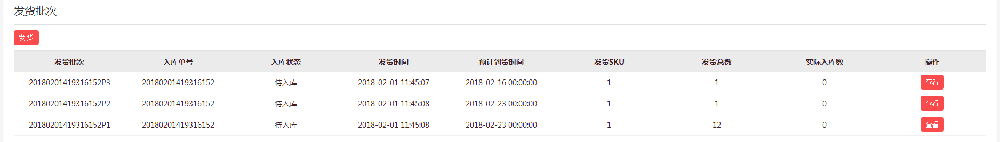 发货批次
发货
发货批次 入库单号 入库状态 发货时间 预计到货时间 发货SKU 发货总数 实际入库数 操作
20180201419316152P3 20180201419316152 待入库 2018-02-01 11:45:07 2018-02-16 00:00:00 1 1 0 查看
20180201419316152P2 20180201419316152 待入库 2018-02-01 11:45:08 2018-02-23 00:00:00 1 1 0 查看
20180201419316152P1 20180201419316152 待入库 2018-02-01 11:45:08 2018-02-23 00:00:00 1 12 0 查看